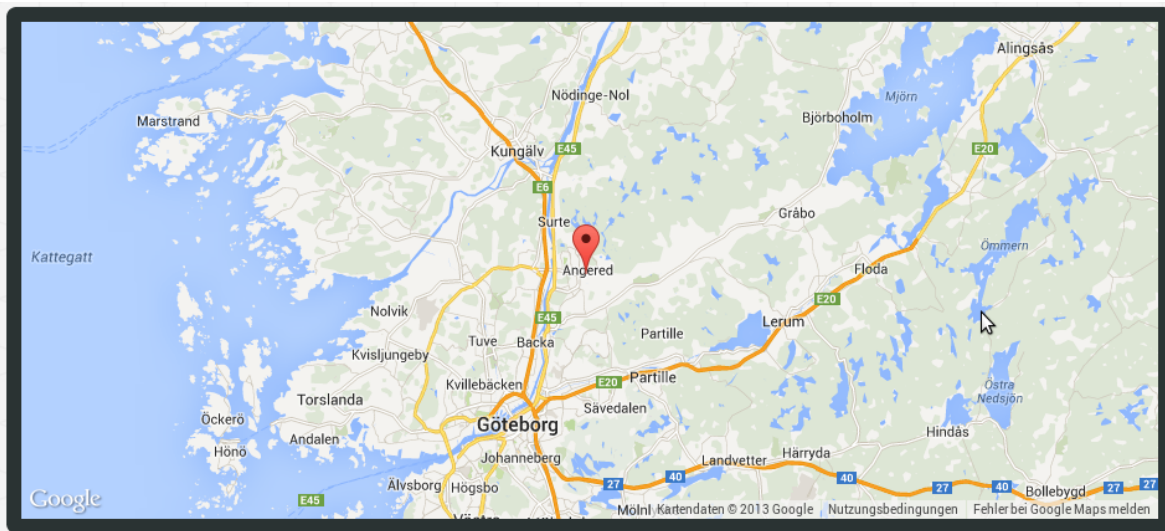 Alingsås
Mjörn
Nödinge-Nol
Björboholm
Marstrand
E45
E20
Kungälv
E6
Gråbo
Surte
Ömmern
Kattegatt
Angered
Floda
E20
Nolvik
E45
Lerum
Partille
Tuve
Backa
Kvisljungeby
Partille
E20
Kvillebäcken
Östra
Nedsjön
Torslanda
Sävedalen
Öckerö
Göteborg
Hindås
Andalen
Hönö
Johanneberg
Landvetter
Härryda
40
40
Älvsborg
Högsbo
27
27
40
27
27
Bollebygd
Google
E45
Mölnl
Kartendaten © 2013 Google
Nutzungsbedingungen
Fehler bei Google Maps melden